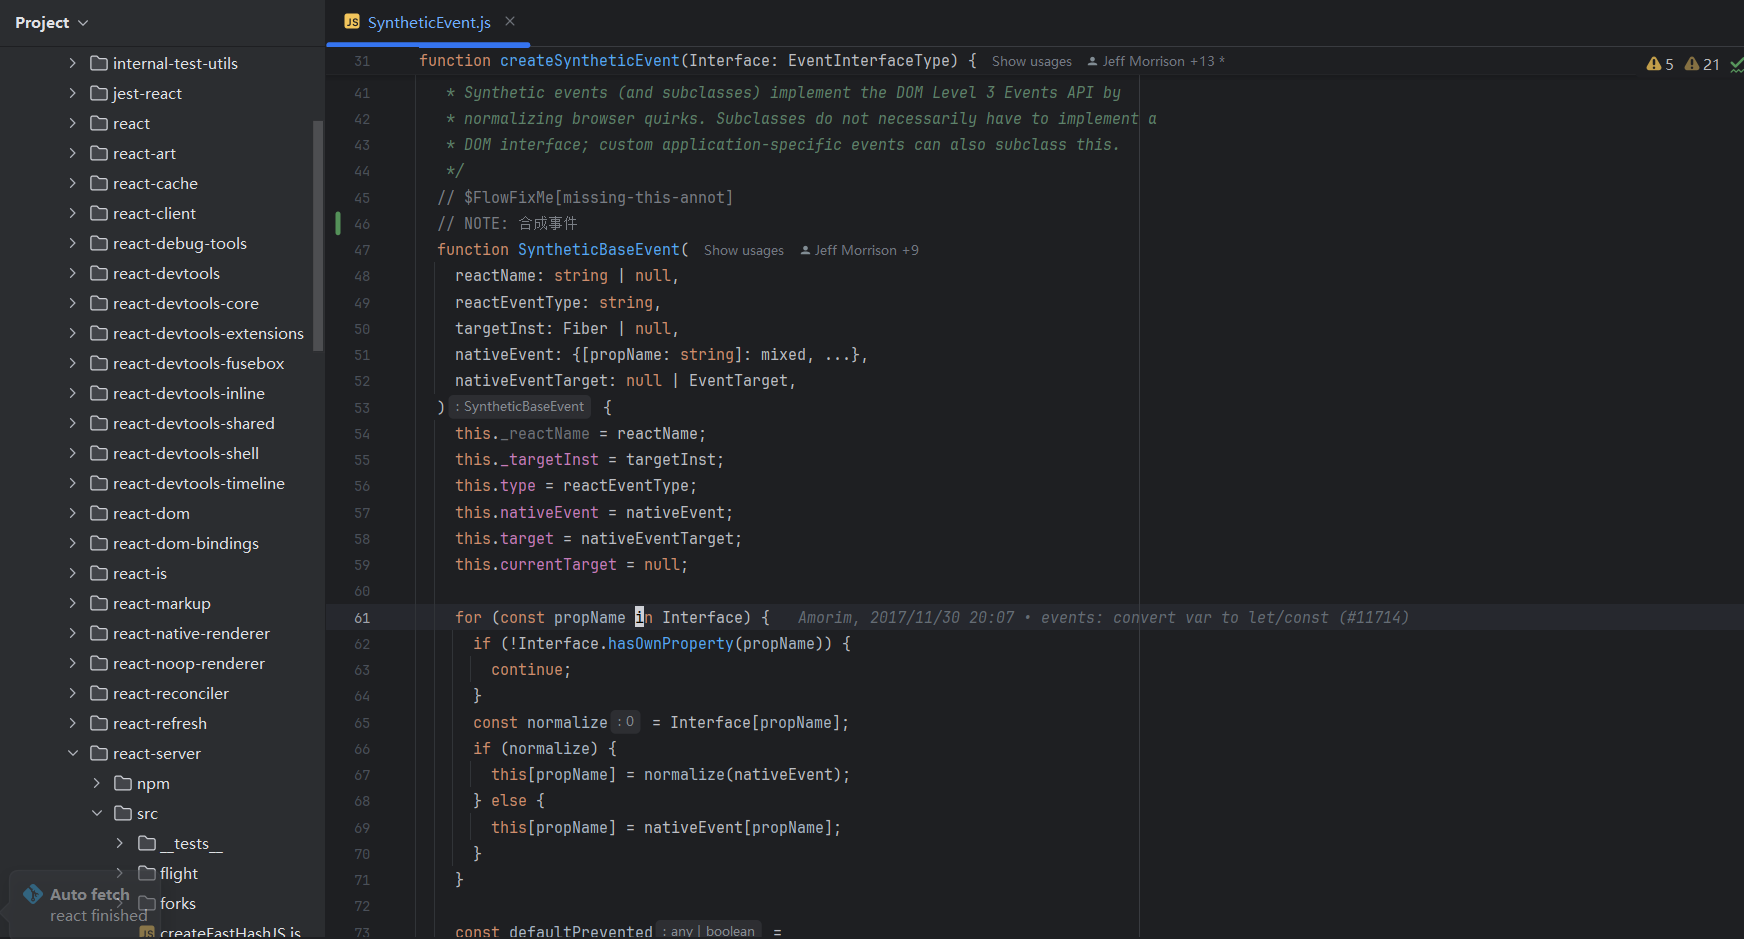 Project
SyntheticEvent.js
internal-test-utils
jest-react
react
react-art
react-cache
react-client
react-debug-tools
react-devtools
react-devtools-core
react-devtools-extensions
react-devtools-fusebox
react-devtools-inline
react-devtools-shared
react-devtools-shell
react-devtools-timeline
react-dom
react-dom-bindings
react-is
react-markup
react-native-renderer
react-noop-renderer
react-reconciler
react-refresh
react-server
npm
src
__tests__
flight
forks
createFastHashJS.js
Auto fetch
react finished
31 function createSyntheticEvent(Interface: EventInterfaceType) { Show usages Jeff Morrison +13 *
5 21
41 * Synthetic events (and subclasses) implement the DOM Level 3 Events API by
42 * normalizing browser quirks. Subclasses do not necessarily have to implement a
43 * DOM interface; custom application-specific events can also subclass this.
44 */
45 // $FlowFixMe[missing-this-annot]
46 // NOTE: 合成事件
47 function SyntheticBaseEvent( Show usages Jeff Morrison +9
48 reactName: string | null,
49 reactEventType: string,
50 targetInst: Fiber | null,
51 nativeEvent: {[propName: string]: mixed, ...},
52 nativeEventTarget: null | EventTarget,
53 ) : SyntheticBaseEvent {
54 this._reactName = reactName;
55 this._targetInst = targetInst;
56 this.type = reactEventType;
57 this.nativeEvent = nativeEvent;
58 this.target = nativeEventTarget;
59 this.currentTarget = null;
60
61 for (const propName in Interface) { Amorim, 2017/11/30 20:07 • events: convert var to let/const (#11714)
62 if (!Interface.hasOwnProperty(propName)) {
63 continue;
64 }
65 const normalize : 0 = Interface[propName];
66 if (normalize) {
67 this[propName] = normalize(nativeEvent);
68 } else {
69 this[propName] = nativeEvent[propName];
70 }
71 }
72
73 const defaultPrevented : any | boolean =